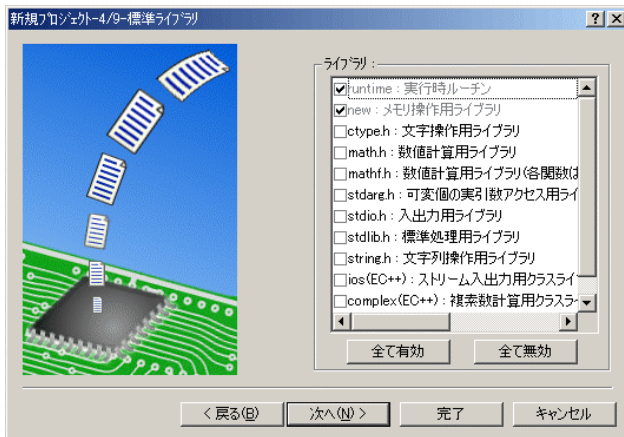 新規プロジェクト-4/9-標準ライブラリ
ライブラリ :
runtime : 実行時ルーチン
new : メモリ操作用ライブラリ
ctype.h : 文字操作用ライブラリ
math.h : 数値計算用ライブラリ
mathf.h : 数値計算用ライブラリ(各関数は
stdarg.h : 可変個の実引数アクセス用ライ
stdio.h : 入出力用ライブラリ
stdlib.h : 標準処理用ライブラリ
string.h : 文字列操作用ライブラリ
ios(EC++) : ストリーム入出力用クラスライ
complex(EC++) : 複素数計算用クラスラ
全て有効 全て無効
< 戻る(B) 次へ(N) > 完了 キャンセル